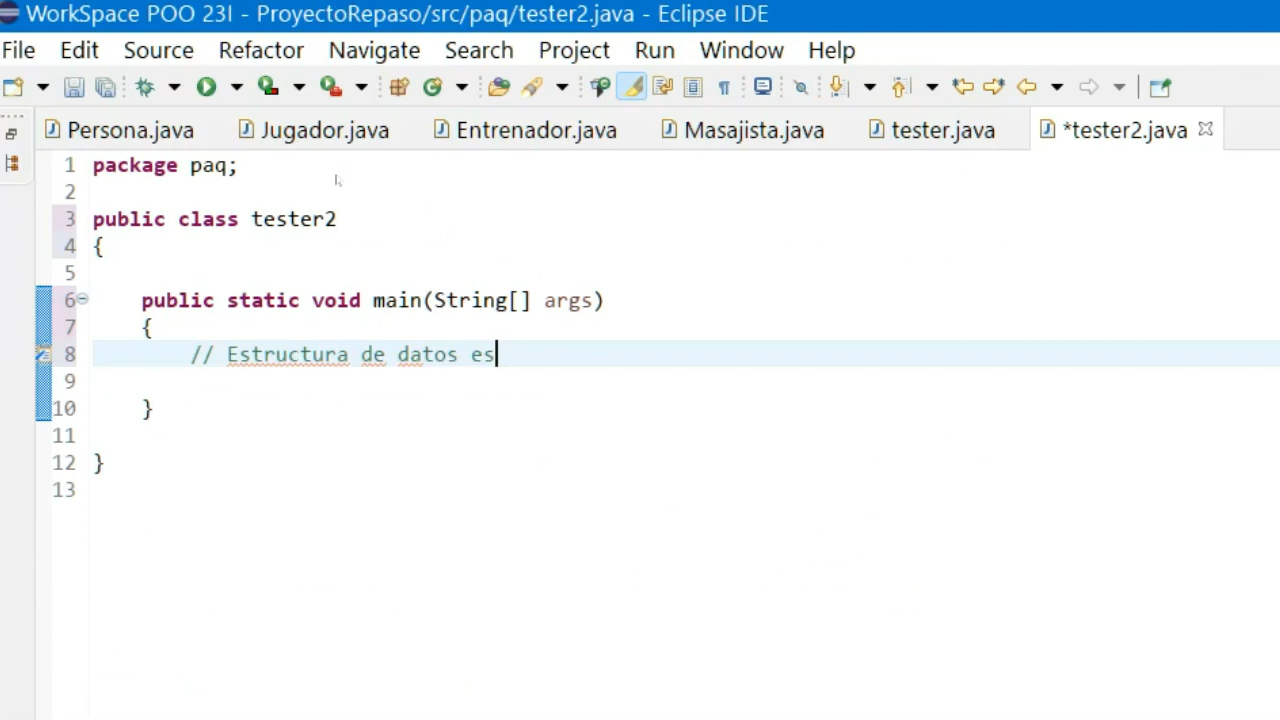 WorkSpace POO 23I - ProyectoRepaso/src/paq/tester2.java - Eclipse IDE
File Edit Source Refactor Navigate Search Project Run Window Help
Persona.java Jugador.java Entrenador.java Masajista.java tester.java *tester2.java
1 package paq;
2
3 public class tester2
4 {
5
6 public static void main(String[] args)
7 {
8 // Estructura de datos es
9
10 }
11
12 }
13